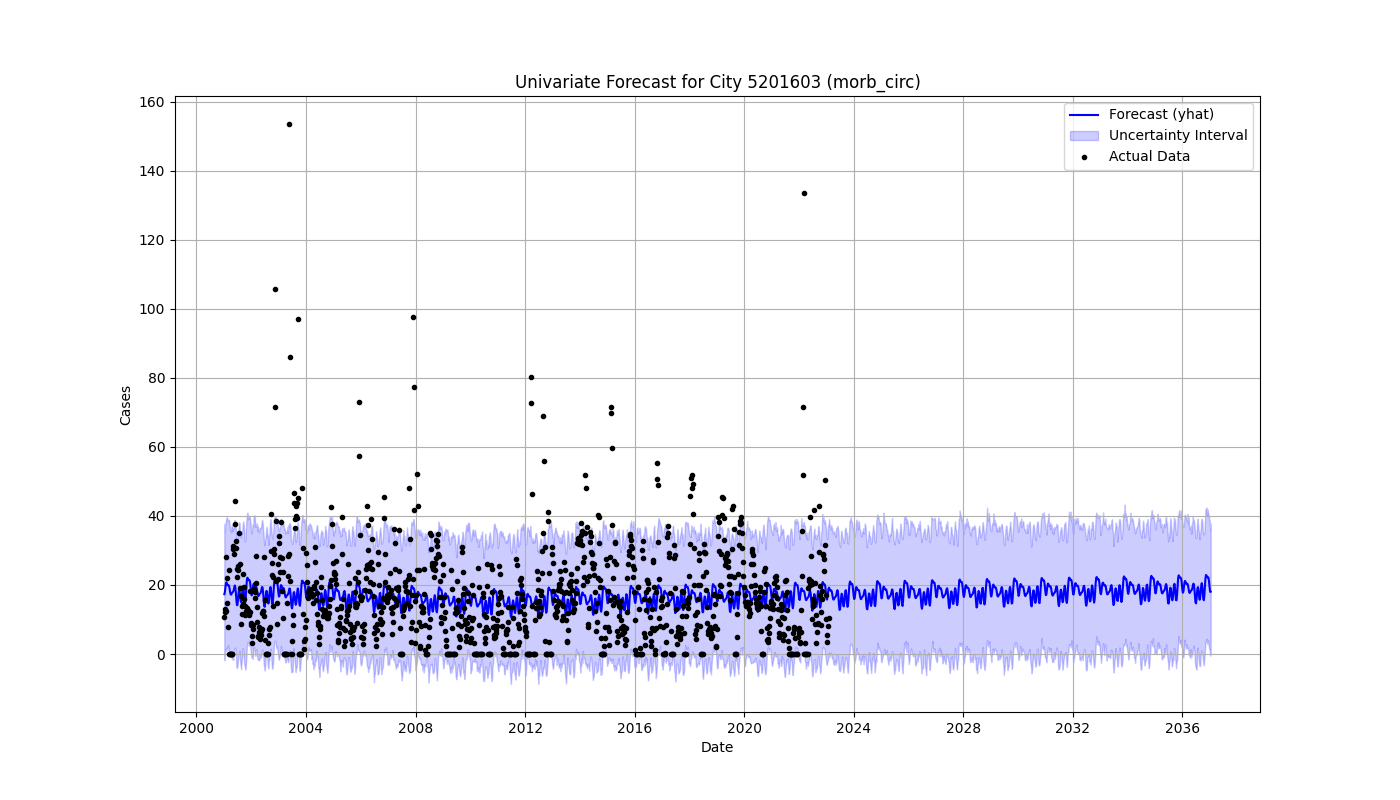 Univariate Forecast for City 5201603 (morb_circ)
Forecast (yhat)
Uncertainty Interval
Actual Data
Cases
160
140
120
100
80
60
40
20
0
2000 2004 2008 2012 2016 2020 2024 2028 2032 2036
Date